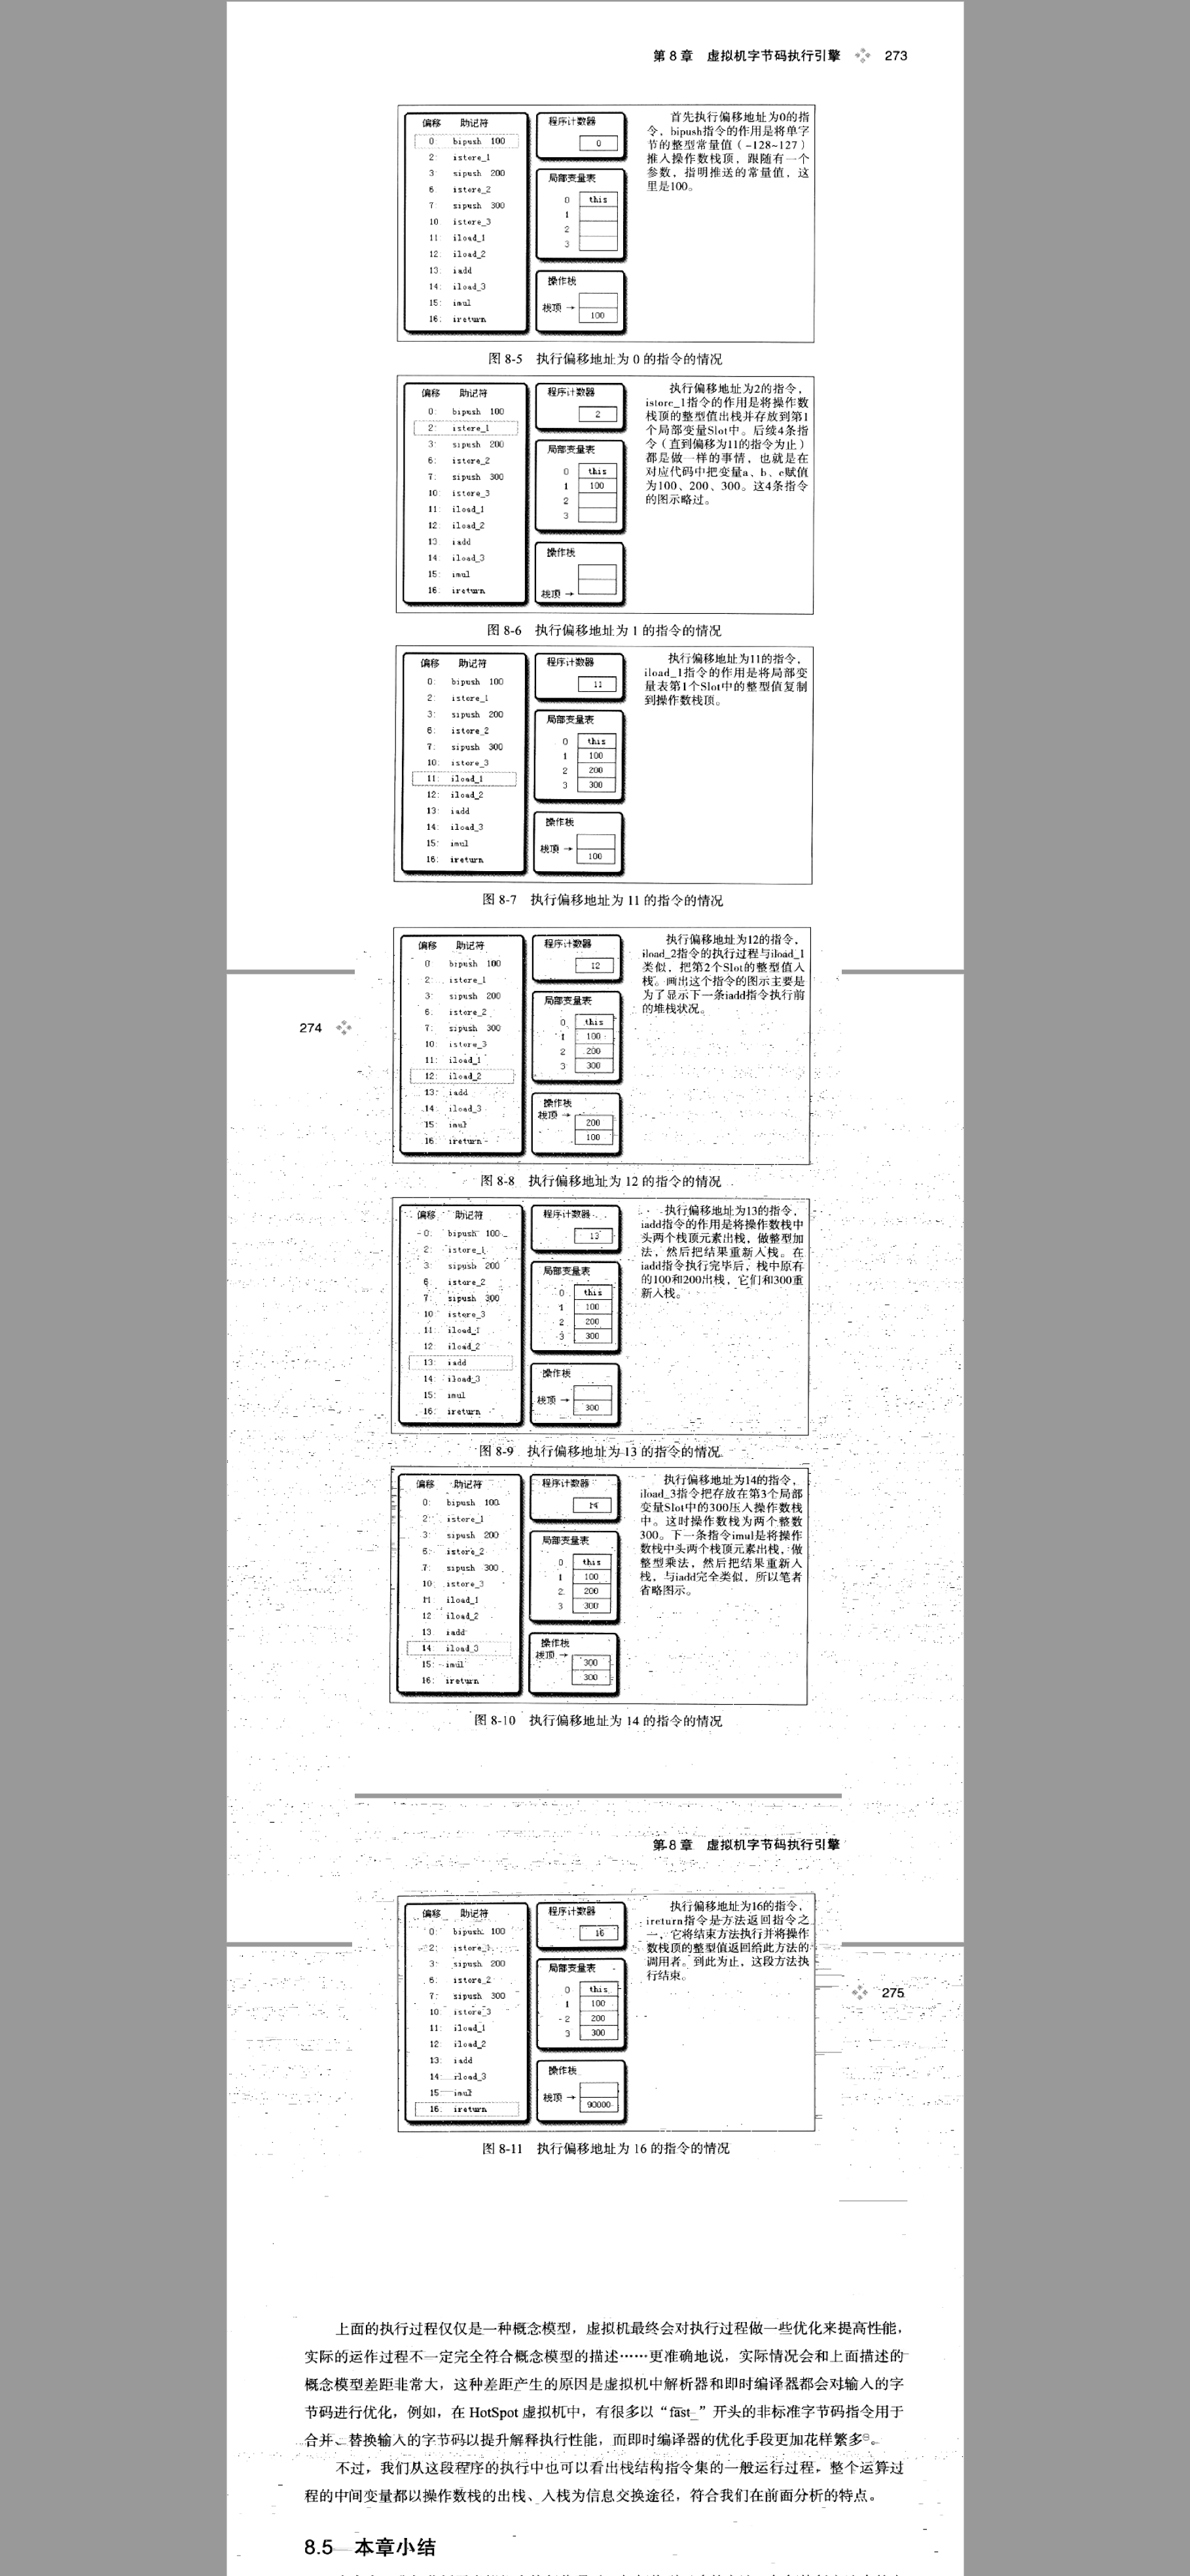 第 8 章 虚拟机字节码执行引擎 273
偏移 助记符
0: bipush 100
2: istore_1
3: sipush 200
6: istore_2
7: sipush 300
10: istore_3
11: iload_1
12: iload_2
13: iadd
14: iload_3
15: imul
16: ireturn
程序计数器
0
局部变量表
0 this
1
2
3
操作栈
栈顶 →
100
首先执行偏移地址为0的指
令，bipush指令的作用是将单字
节的整型常量值（-128~127）
推入操作数栈顶，跟随有一个
参数，指明推送的常量值，这
里是100。
图 8-5 执行偏移地址为 0 的指令的情况
偏移 助记符
0: bipush 100
2: istore_1
3: sipush 200
6: istore_2
7: sipush 300
10: istore_3
11: iload_1
12: iload_2
13 iadd
14: iload_3
15: imul
16: ireturn
程序计数器
2
局部变量表
0 this
1 100
2
3
操作栈
栈顶 →
执行偏移地址为2的指令，
istore_1指令的作用是将操作数
栈顶的整型值出栈并存放到第1
个局部变量Slot中。后续4条指
令（直到偏移为11的指令为止）
都是做一样的事情，也就是在
对应代码中把变量a、b、c赋值
为100、200、300。这4条指令
的图示略过。
图 8-6 执行偏移地址为 1 的指令的情况
偏移 助记符
0: bipush 100
2: istore_1
3: sipush 200
6: istore_2
7: sipush 300
10: istore_3
11: iload_1
12: iload_2
13: iadd
14: iload_3
15: imul
16: ireturn
程序计数器
11
局部变量表
0 this
1 100
2 200
3 300
操作栈
栈顶 →
100
执行偏移地址为11的指令，
iload_1指令的作用是将局部变
量表第1个Slot中的整型值复制
到操作数栈顶。
图 8-7 执行偏移地址为 11 的指令的情况
274
偏移 助记符
0 bipush 100
2: istore_1
3: sipush 200
6: istore_2
7: sipush 300
10: istore_3
11: iload_1
12: iload_2
13: iadd
14: iload_3
15: imul
16: ireturn
程序计数器
12
局部变量表
0 this
1 100
2 200
3 300
操作栈
栈顶 →
200
100
执行偏移地址为12的指令，
iload_2指令的执行过程与iload_1
类似，把第2个Slot的整型值入
栈。画出这个指令的图示主要是
为了显示下一条iadd指令执行前
的堆栈状况。
图 8-8 执行偏移地址为 12 的指令的情况
偏移 助记符
0: bipush 100
2: istore_1
3: sipush 200
6: istore_2
7: sipush 300
10: istore_3
11: iload_1
12: iload_2
13: iadd
14: iload_3
15: imul
16: ireturn
程序计数器
13
局部变量表
0 this
1 100
2 200
3 300
操作栈
栈顶 →
300
执行偏移地址为13的指令，
iadd指令的作用是将操作数栈中
头两个栈顶元素出栈，做整型加
法，然后把结果重新入栈。在
iadd指令执行完毕后，栈中原有
的100和200出栈，它们和300重
新入栈。
图 8-9 执行偏移地址为 13 的指令的情况
偏移 助记符
0: bipush 100
2: istore_1
3: sipush 200
6: istore_2
7: sipush 300
10: istore_3
11 iload_1
12 iload_2
13: iadd
14: iload_3
15: imul
16: ireturn
程序计数器
14
局部变量表
0 this
1 100
2 200
3 300
操作栈
栈顶 →
300
300
执行偏移地址为14的指令，
iload_3指令把存放在第3个局部
变量Slot中的300压入操作数栈
中。这时操作数栈为两个整数
300。下一条指令imul是将操作
数栈中头两个栈顶元素出栈，做
整型乘法，然后把结果重新入
栈，与iadd完全类似，所以笔者
省略图示。
图 8-10 执行偏移地址为 14 的指令的情况
第 8 章 虚拟机字节码执行引擎
275
偏移 助记符
0: bipush 100
2: istore_1
3: sipush 200
6: istore_2
7: sipush 300
10: istore_3
11: iload_1
12: iload_2
13: iadd
14: iload_3
15: imul
16: ireturn
程序计数器
16
局部变量表
0 this
1 100
2 200
3 300
操作栈
栈顶 →
90000
执行偏移地址为16的指令，
ireturn指令是方法返回指令之
一，它将结束方法执行并将操作
数栈顶的整型值返回给此方法的
调用者。到此为止，这段方法执
行结束。
图 8-11 执行偏移地址为 16 的指令的情况
上面的执行过程仅仅是一种概念模型，虚拟机最终会对执行过程做一些优化来提高性能，
实际的运作过程不一定完全符合概念模型的描述……更准确地说，实际情况会和上面描述的
概念模型差距非常大，这种差距产生的原因是虚拟机中解析器和即时编译器都会对输入的字
节码进行优化，例如，在 HotSpot 虚拟机中，有很多以“fast_”开头的非标准字节码指令用于
合并、替换输入的字节码以提升解释执行性能，而即时编译器的优化手段更加花样繁多⊖。
不过，我们从这段程序的执行中也可以看出栈结构指令集的一般运行过程，整个运算过
程的中间变量都以操作数栈的出栈、入栈为信息交换途径，符合我们在前面分析的特点。
8.5 本章小结